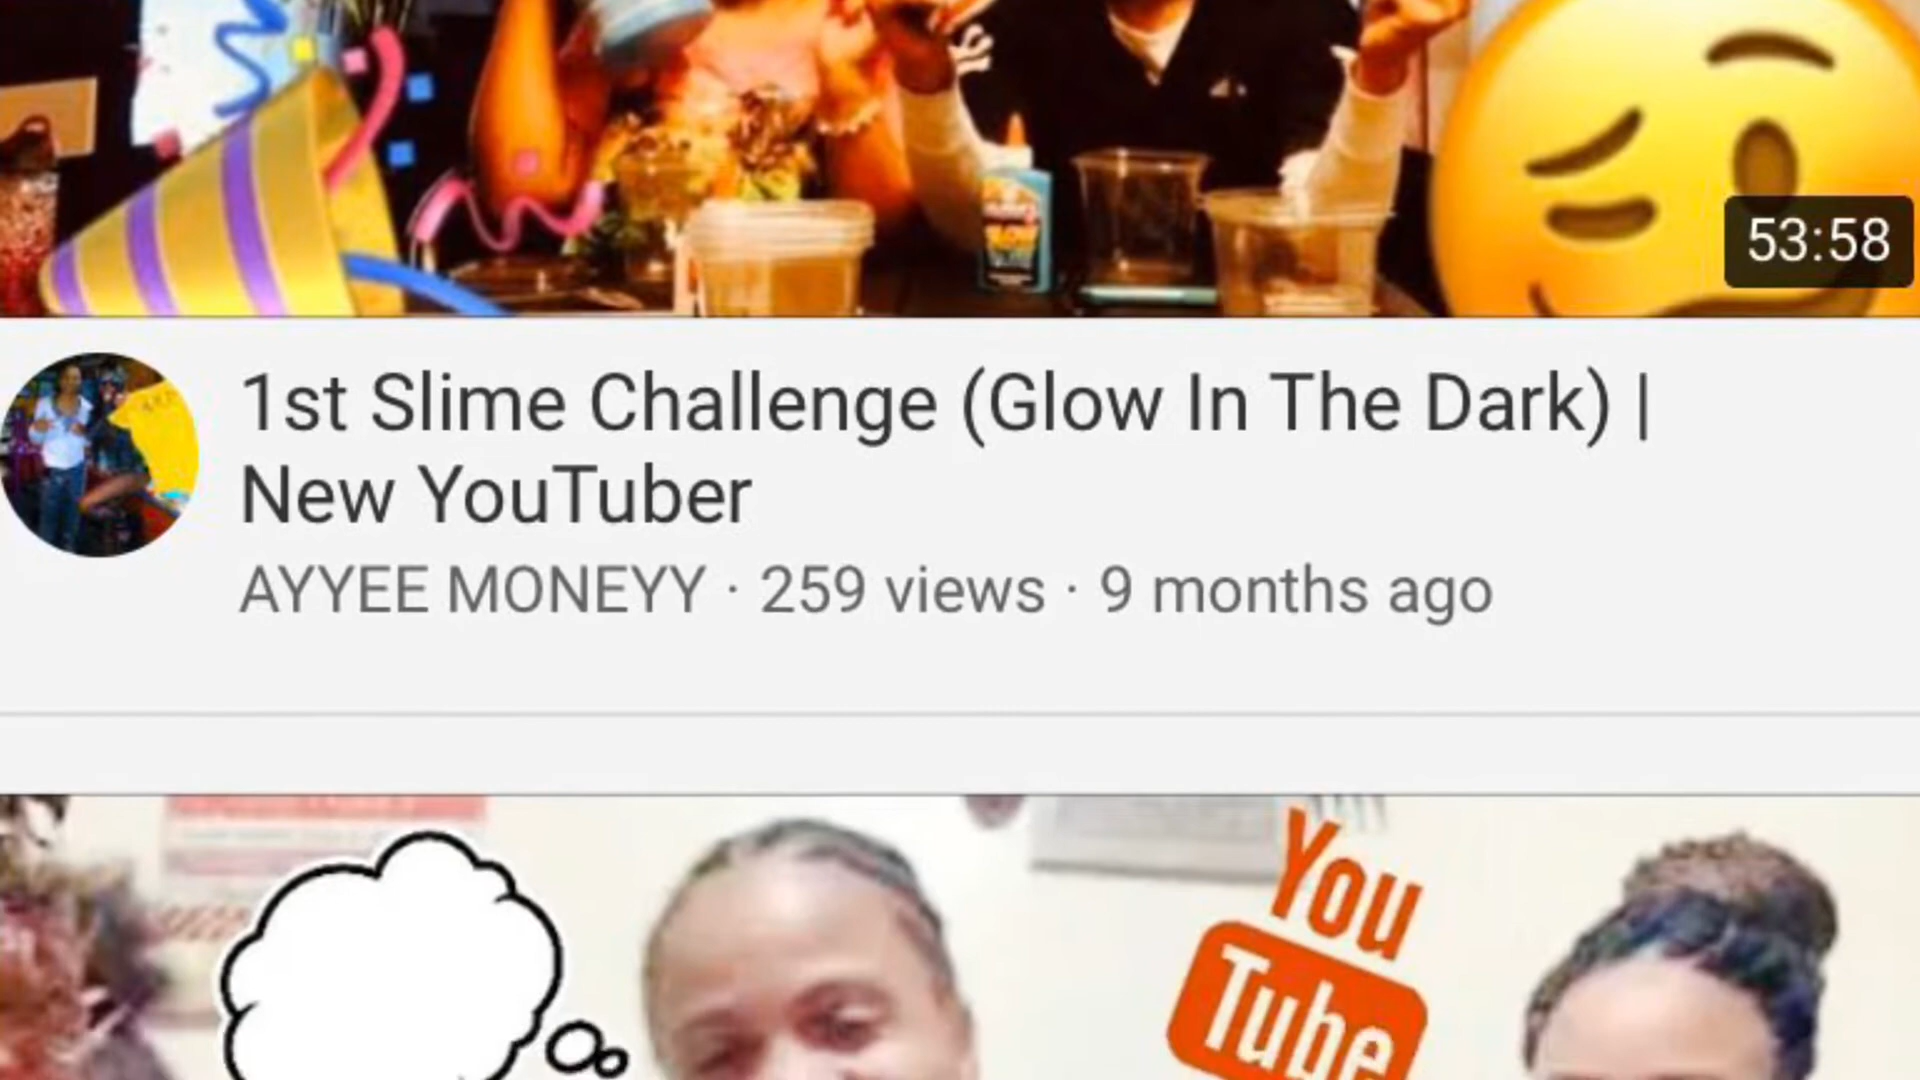 53:58
1st Slime Challenge (Glow In The Dark) |
New YouTuber
AYYEE MONEYY · 259 views · 9 months ago
You
Tube